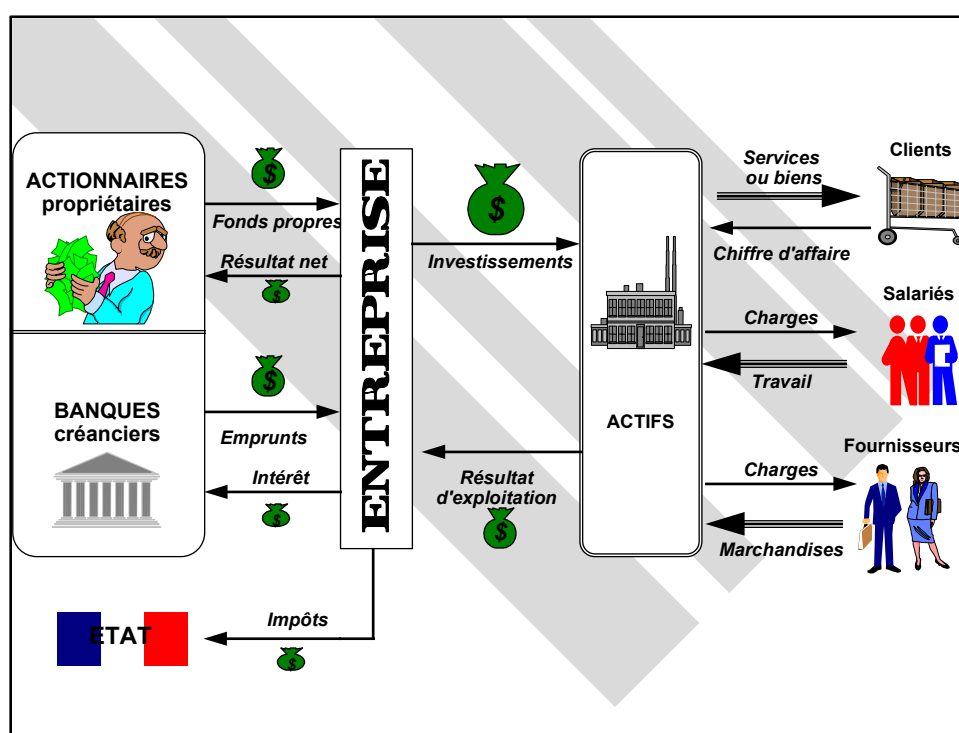 ACTIONNAIRES
propriétaires
Fonds propres
Résultat net
BANQUES
créanciers
Emprunts
Intérêt
ETAT
Impôts
ENTREPRISE
Investissements
Résultat
d'exploitation
ACTIFS
Services
ou biens
Clients
Chiffre d'affaire
Salariés
Charges
Travail
Fournisseurs
Charges
Marchandises
$
$
$
$
$
$
$